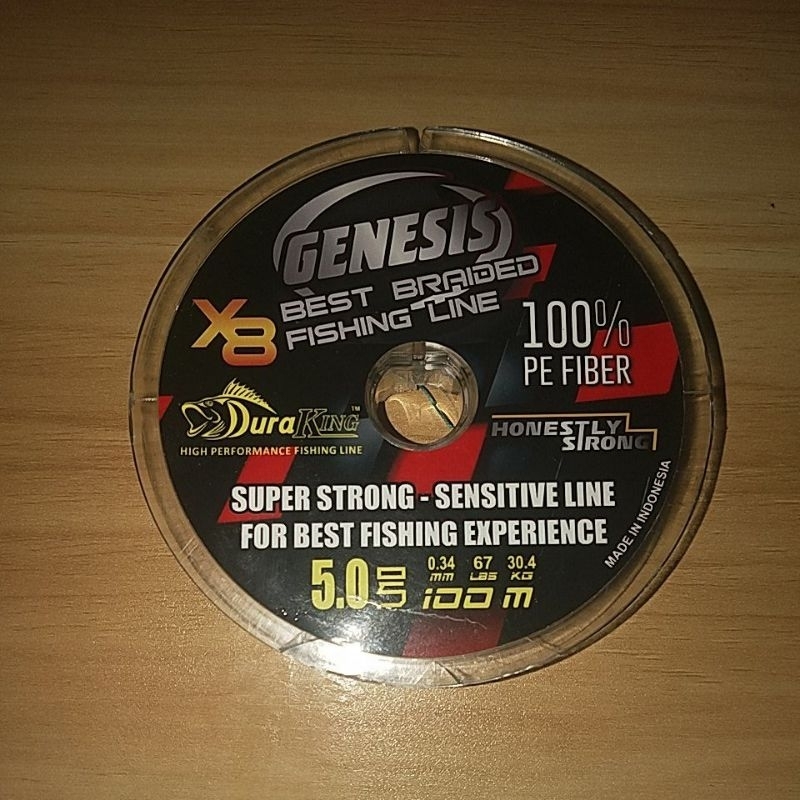 GENESIS
X8
BEST BRAIDED
FISHING LINE
100%
PE FIBER
DuraKing™
HIGH PERFORMANCE FISHING LINE
HONESTLY
STRONG
SUPER STRONG - SENSITIVE LINE
FOR BEST FISHING EXPERIENCE
MADE IN INDONESIA
5.0 0.34 67 30.4
MM LBS KG
100 m